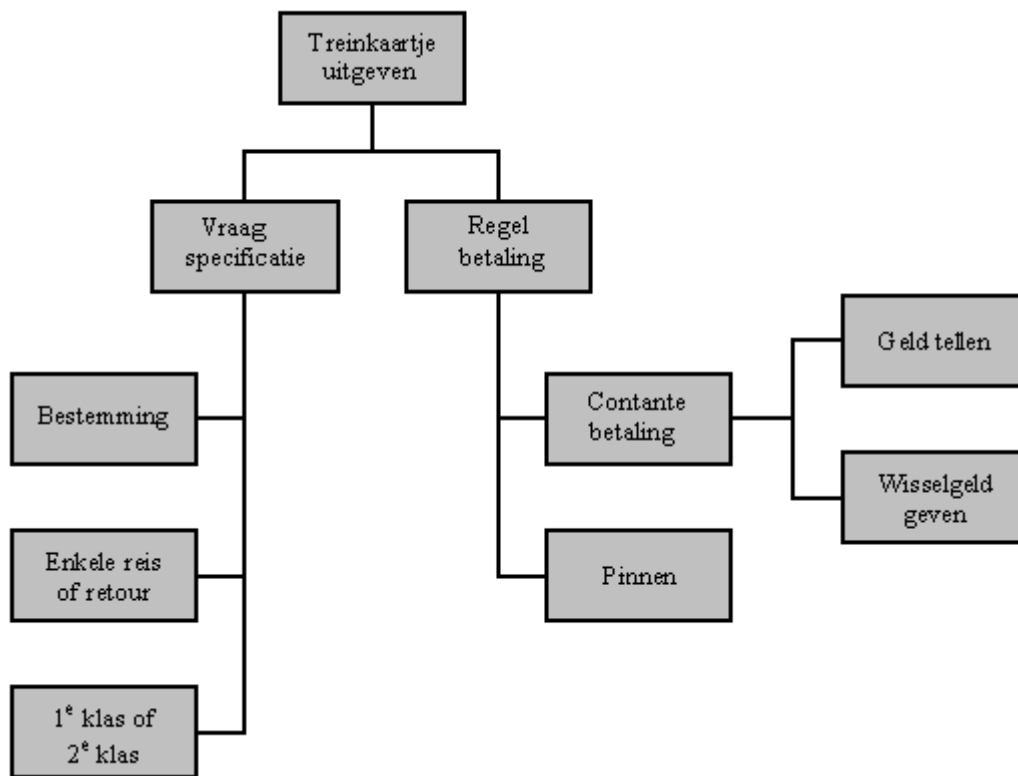 Treinkaartje
uitgeven
Vraag
specificatie
Regel
betaling
Bestemming
Enkele reis
of retour
1e klas of
2e klas
Contante
betaling
Pinnen
Geld tellen
Wisselgeld
geven